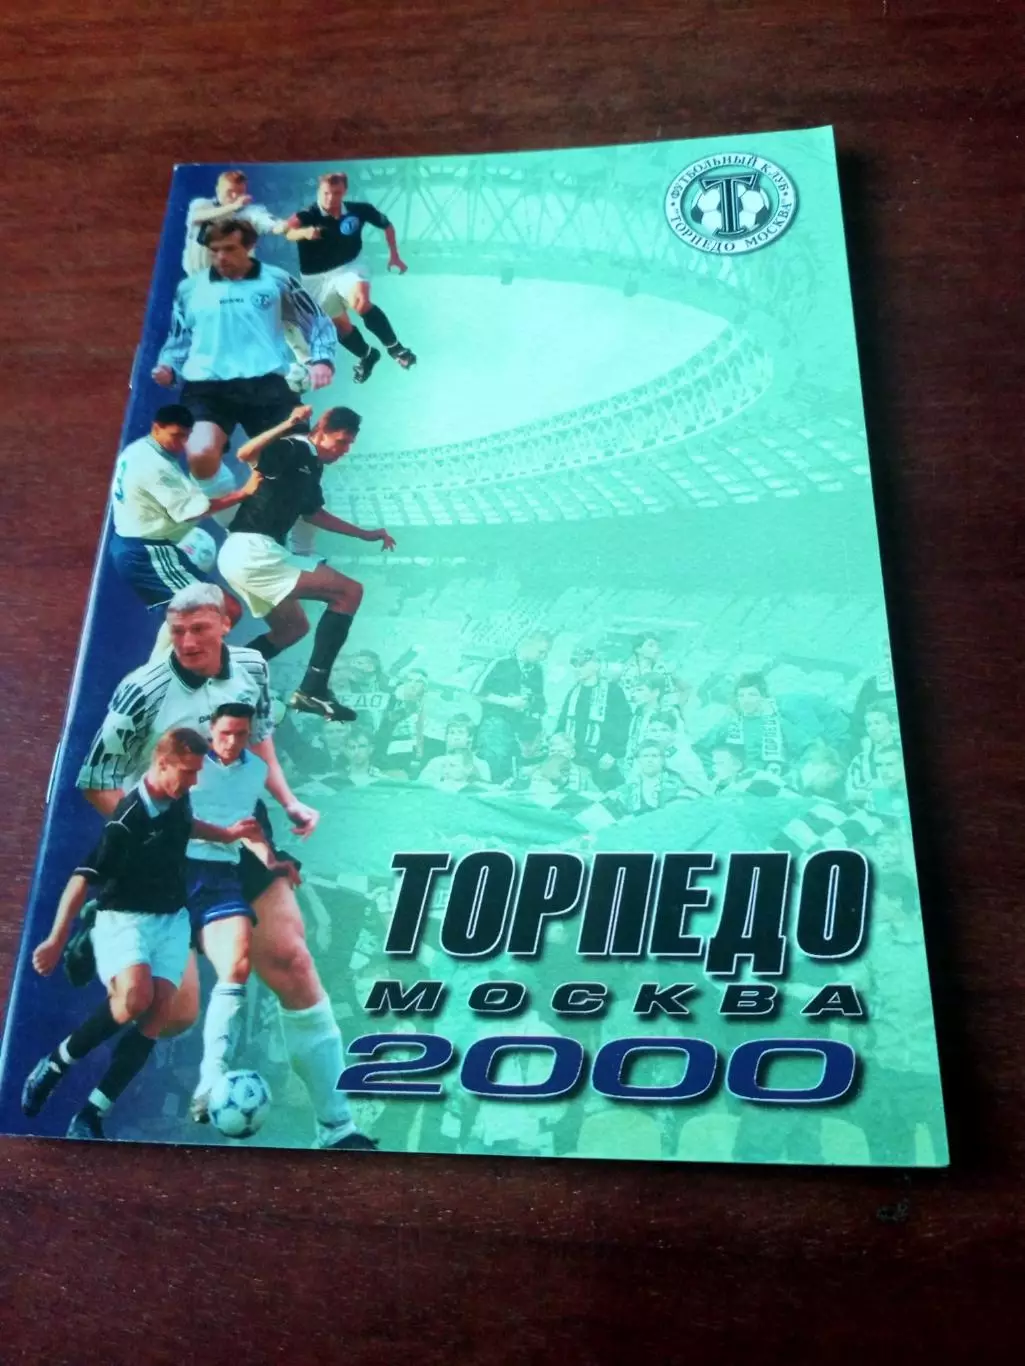 ФУТБОЛЬНЫЙ КЛУБ
"ТОРПЕДО МОСКВА"
Т
ТОРПЕДО
МОСКВА
2000